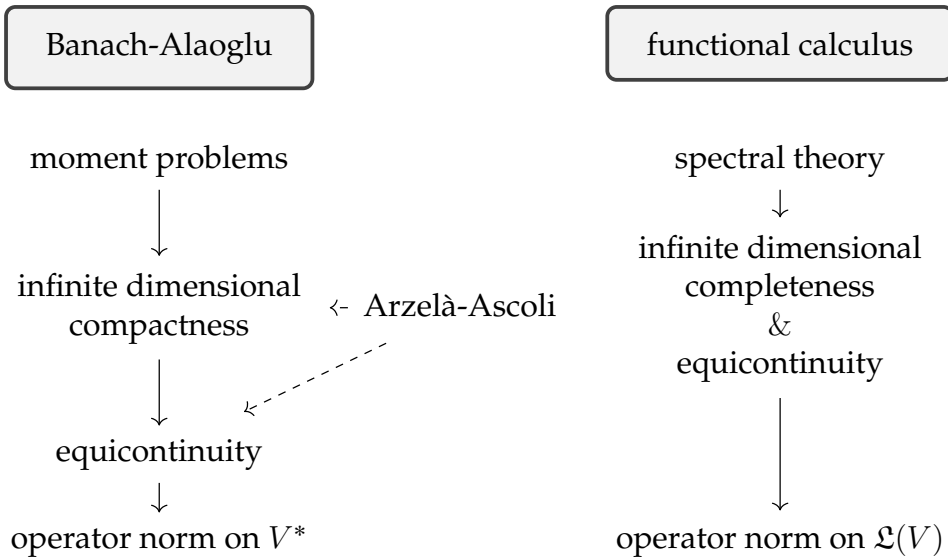 Banach-Alaoglu
functional calculus
moment problems
spectral theory
infinite dimensional
compactness
Arzelà-Ascoli
infinite dimensional
completeness
&
equicontinuity
equicontinuity
operator norm on V*
operator norm on 𝔏(V)